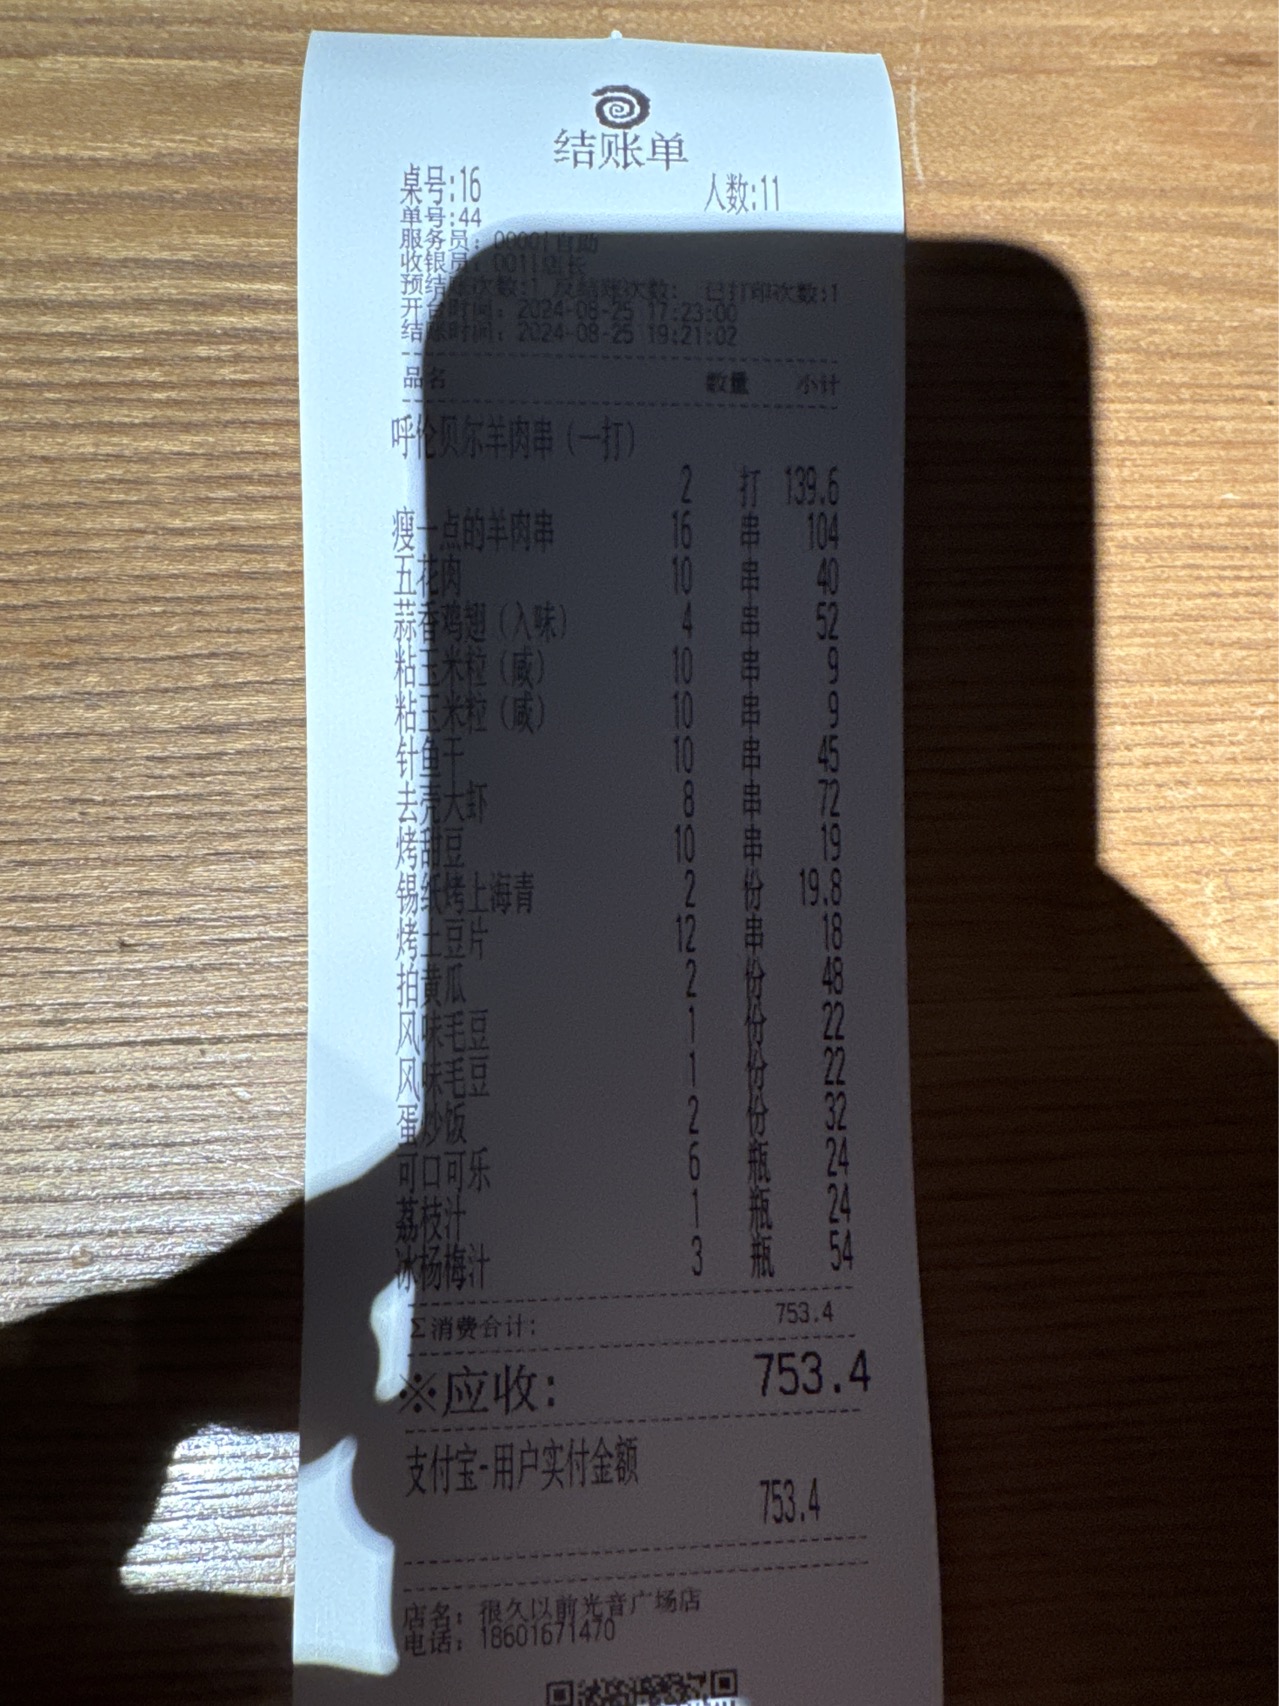 结账单
桌号:16 人数:11
单号:44
服务员: 00001自助
收银员: 001店长
预结账次数:1 反结账次数: 已打印次数:1
开台时间: 2024-08-25 17:23:00
结账时间: 2024-08-25 19:21:02
品名 数量 小计
呼伦贝尔羊肉串(一打)
2 打 139.6
瘦一点的羊肉串 16 串 104
五花肉 10 串 40
蒜香鸡翅(入味) 4 串 52
粘玉米粒(咸) 10 串 9
粘玉米粒(咸) 10 串 9
针鱼干 10 串 45
去壳大虾 8 串 72
烤甜豆 10 串 19
锡纸烤上海青 2 份 19.8
烤土豆片 12 串 18
拍黄瓜 2 份 48
风味毛豆 1 份 22
风味毛豆 1 份 22
蛋炒饭 2 份 32
可口可乐 6 瓶 24
荔枝汁 1 瓶 24
冰杨梅汁 3 瓶 54
Σ消费合计: 753.4
※应收: 753.4
支付宝-用户实付金额
753.4
店名: 很久以前光音广场店
电话: 18601671470